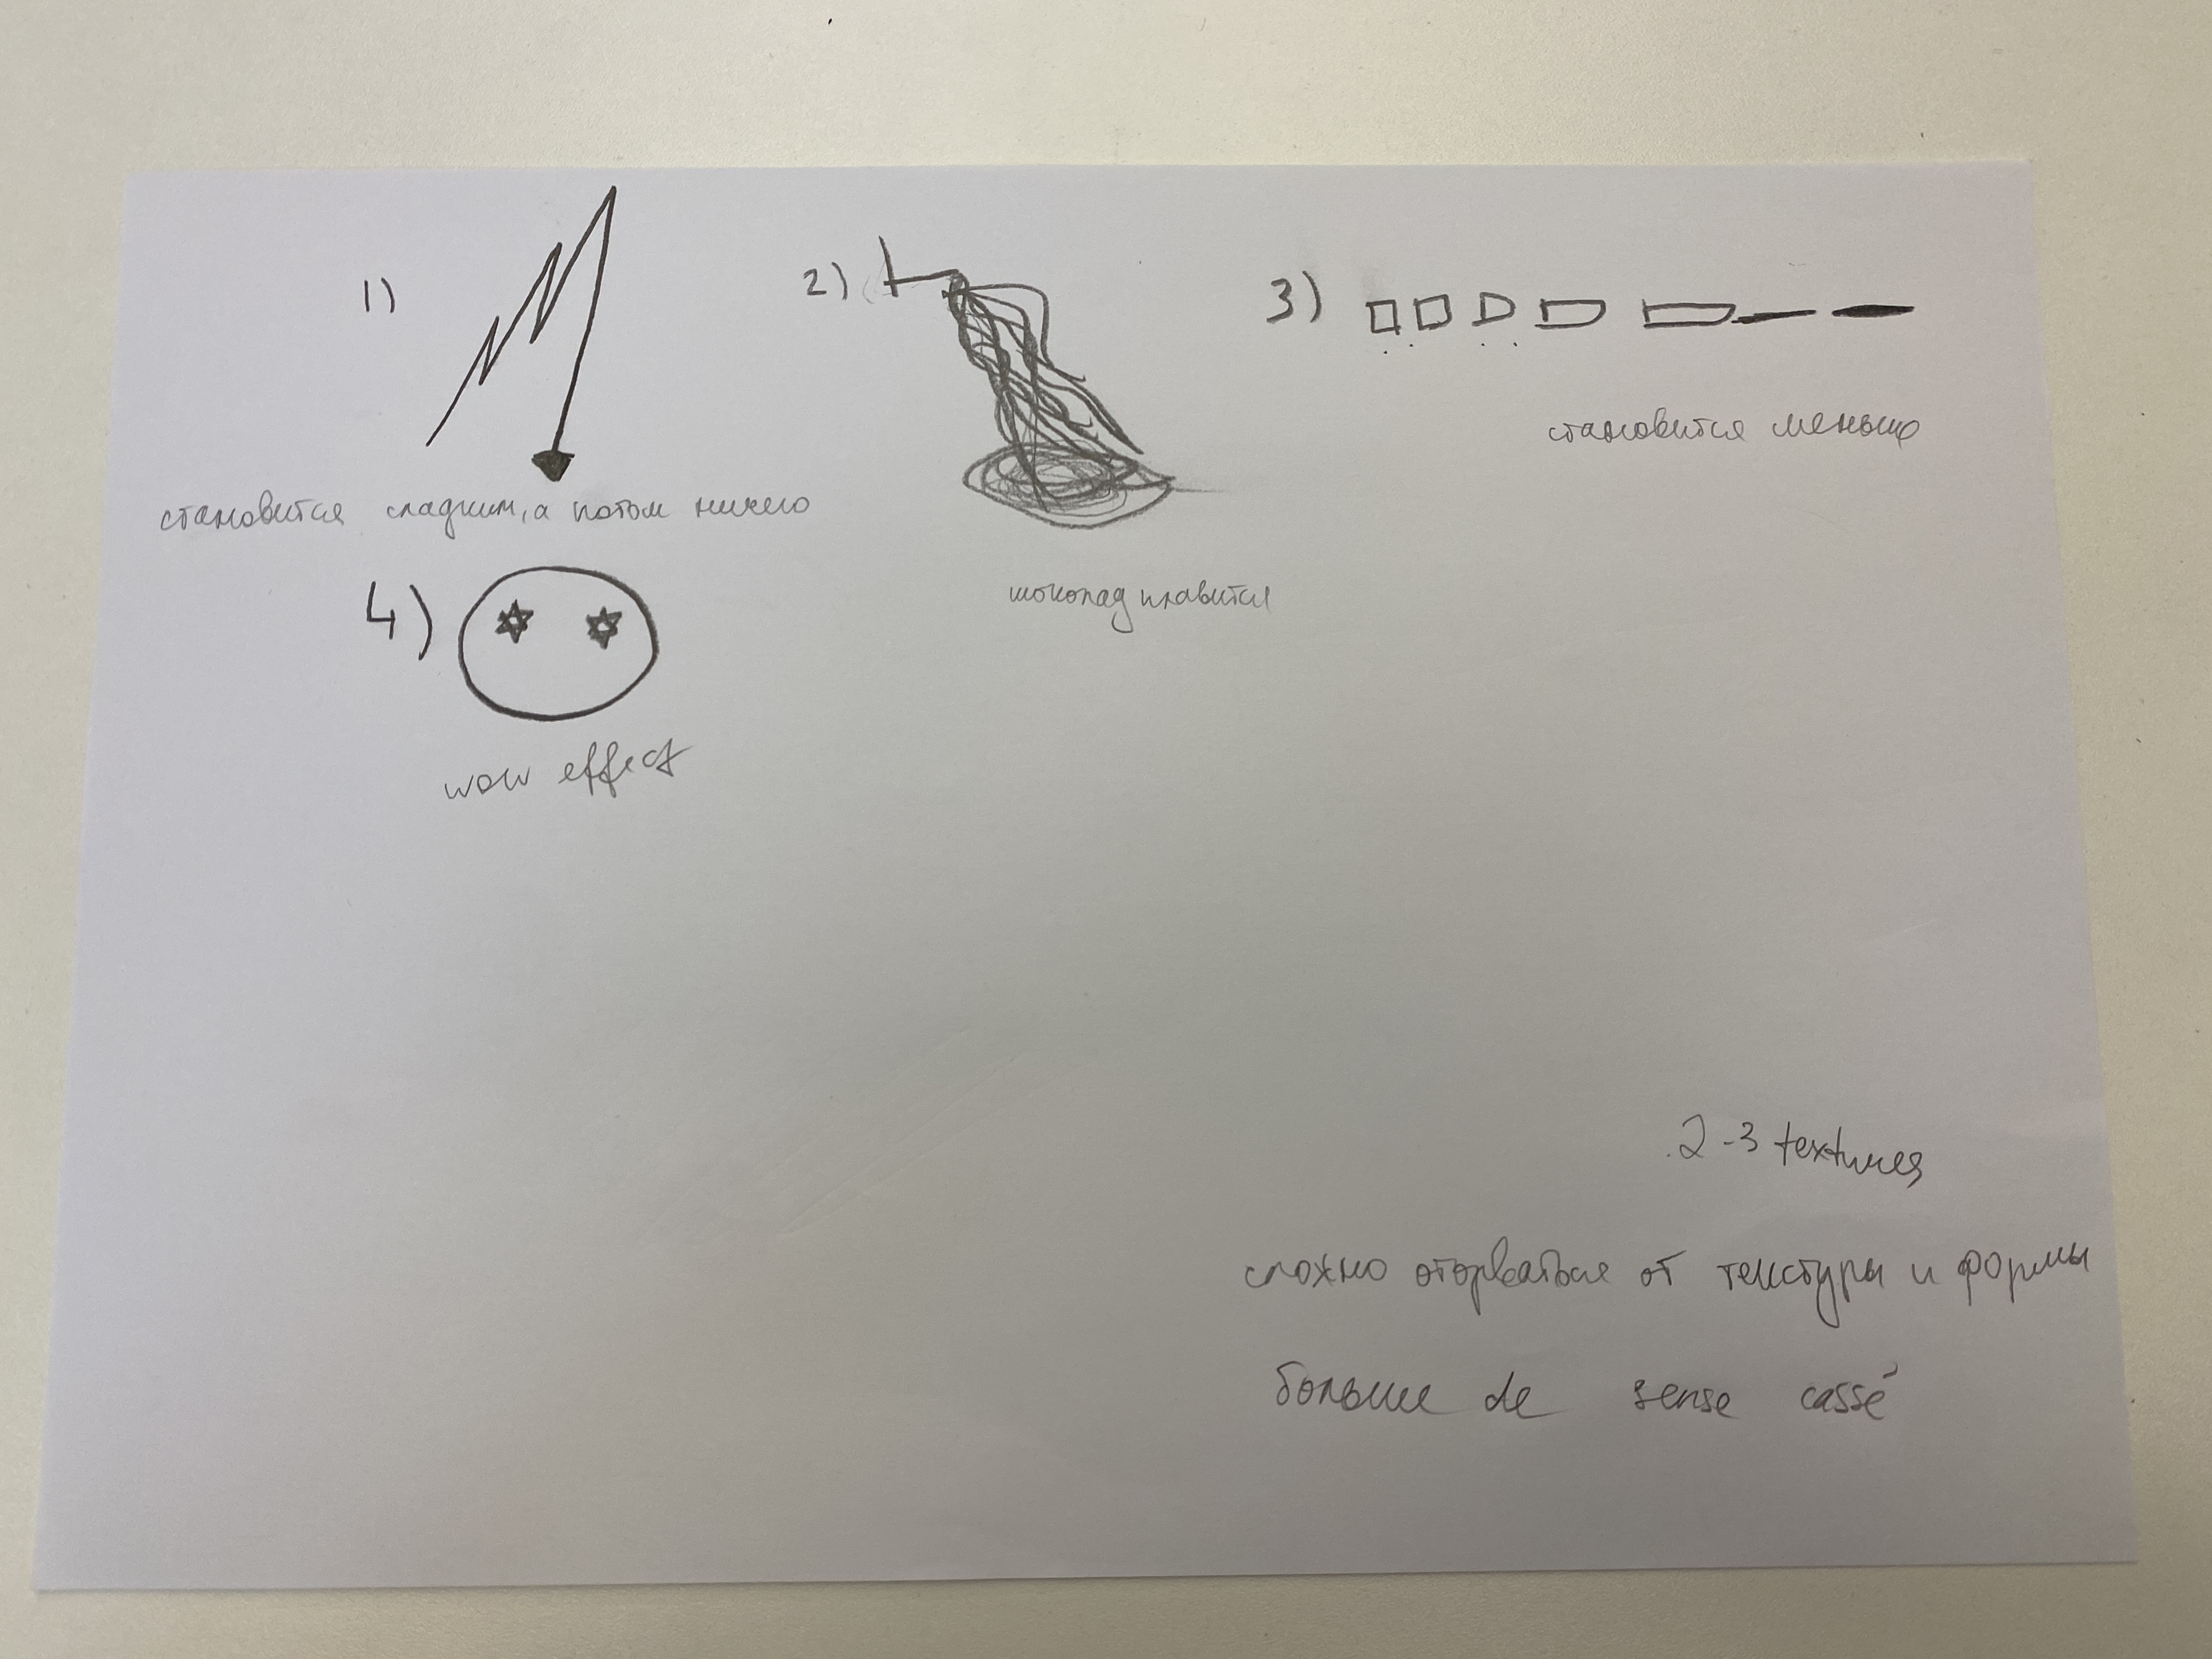 1)
становится сладким, а потом ничего
2)
шоколад плавится
3)
становится меньше
4)
wow effect
2-3 textures
сложно оторваться от текстуры и формы
больше de sense cassé